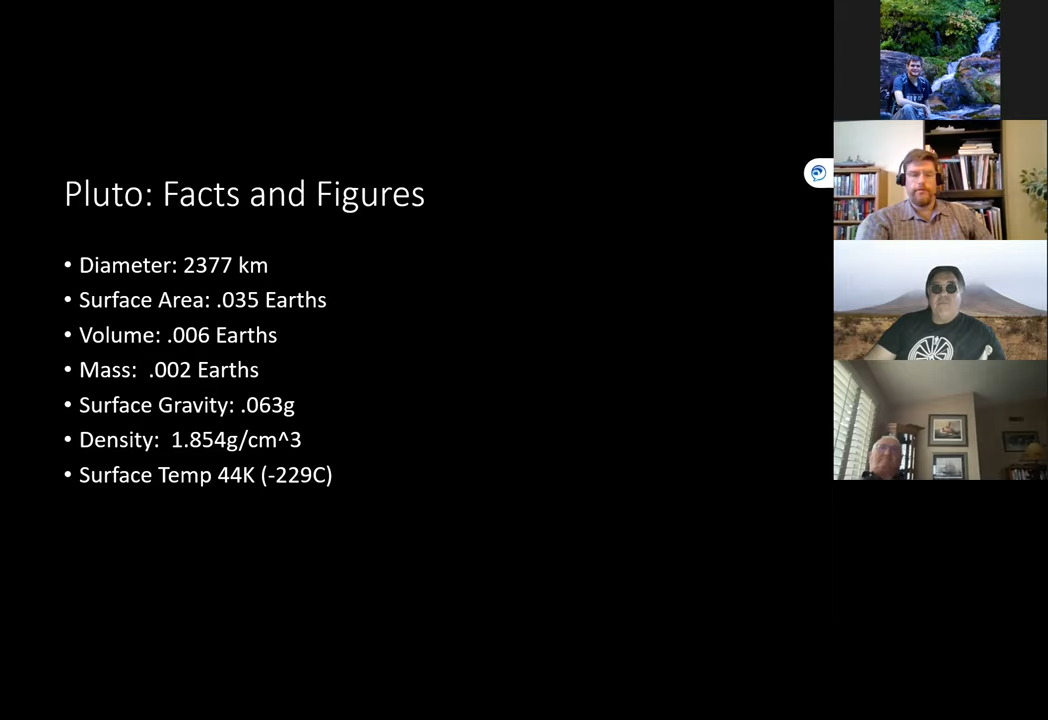 Pluto: Facts and Figures
• Diameter: 2377 km
• Surface Area: .035 Earths
• Volume: .006 Earths
• Mass:  .002 Earths
• Surface Gravity: .063g
• Density:  1.854g/cm^3
• Surface Temp 44K (-229C)